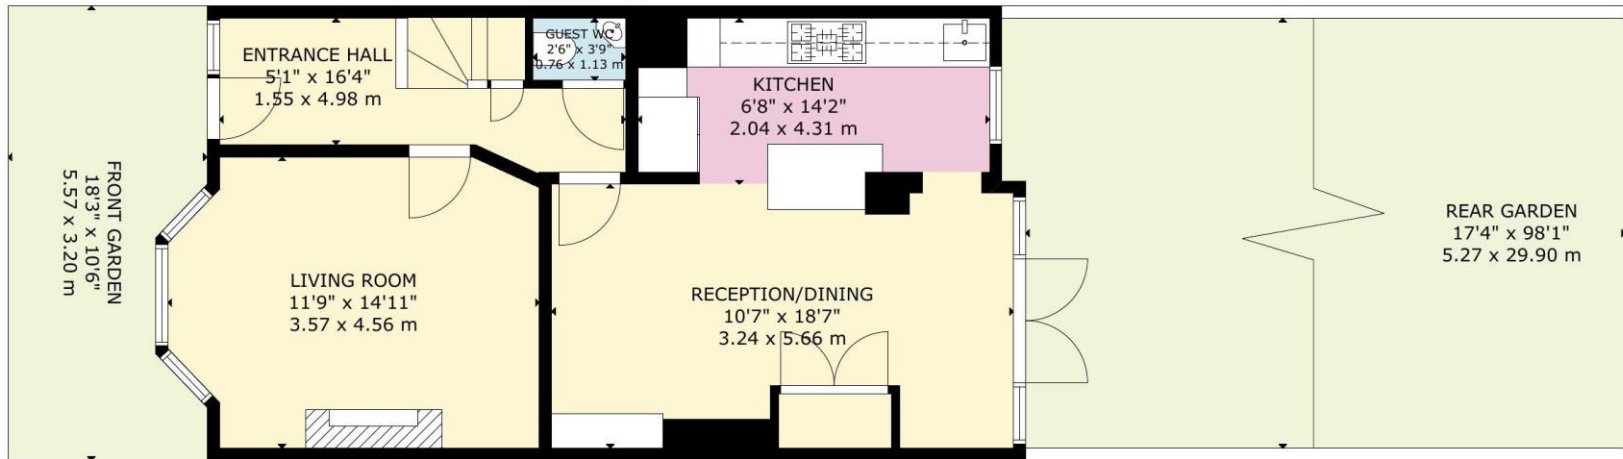 ENTRANCE HALL
5'1" x 16'4"
1.55 x 4.98 m
GUEST WC
2'6" x 3'9"
0.76 x 1.13 m
KITCHEN
6'8" x 14'2"
2.04 x 4.31 m
FRONT GARDEN
18'3" x 10'6"
5.57 x 3.20 m
LIVING ROOM
11'9" x 14'11"
3.57 x 4.56 m
RECEPTION/DINING
10'7" x 18'7"
3.24 x 5.66 m
REAR GARDEN
17'4" x 98'1"
5.27 x 29.90 m